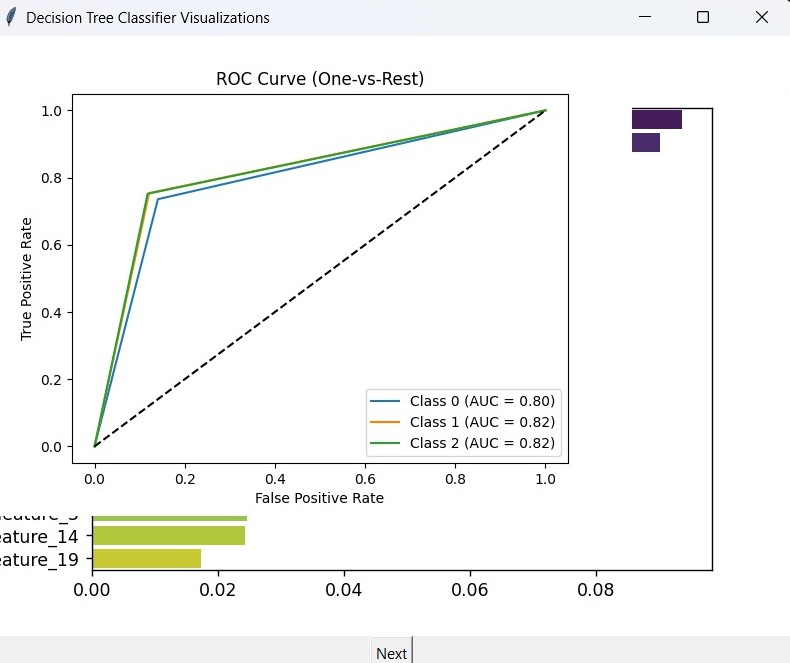 Decision Tree Classifier Visualizations
ROC Curve (One-vs-Rest)
1.0
0.8
0.6
0.4
0.2
0.0
True Positive Rate
Class 0 (AUC = 0.80)
Class 1 (AUC = 0.82)
Class 2 (AUC = 0.82)
0.0 0.2 0.4 0.6 0.8 1.0
False Positive Rate
eature_14
eature_19
0.00 0.02 0.04 0.06 0.08
Next